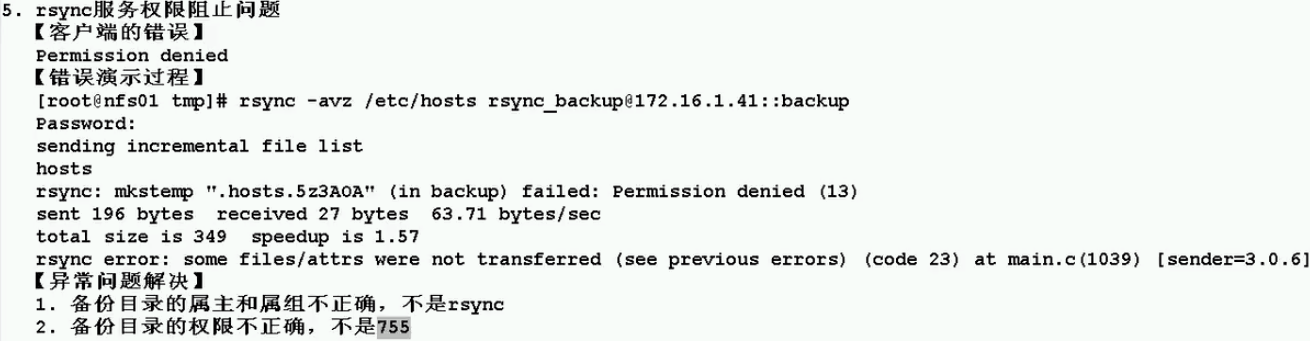 5. rsync服务权限阻止问题
【客户端的错误】
Permission denied
【错误演示过程】
[root@nfs01 tmp]# rsync -avz /etc/hosts rsync_backup@172.16.1.41::backup
Password:
sending incremental file list
hosts
rsync: mkstemp ".hosts.5z3AOA" (in backup) failed: Permission denied (13)
sent 196 bytes  received 27 bytes  63.71 bytes/sec
total size is 349  speedup is 1.57
rsync error: some files/attrs were not transferred (see previous errors) (code 23) at main.c(1039) [sender=3.0.6]
【异常问题解决】
1. 备份目录的属主和属组不正确，不是rsync
2. 备份目录的权限不正确，不是755